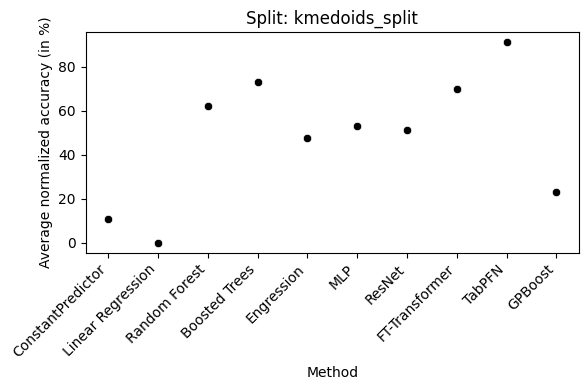 Split: kmedoids_split
Average normalized accuracy (in %)
80
60
40
20
0
ConstantPredictor
Linear Regression
Random Forest
Boosted Trees
Engression
MLP
ResNet
FT-Transformer
TabPFN
GPBoost
Method